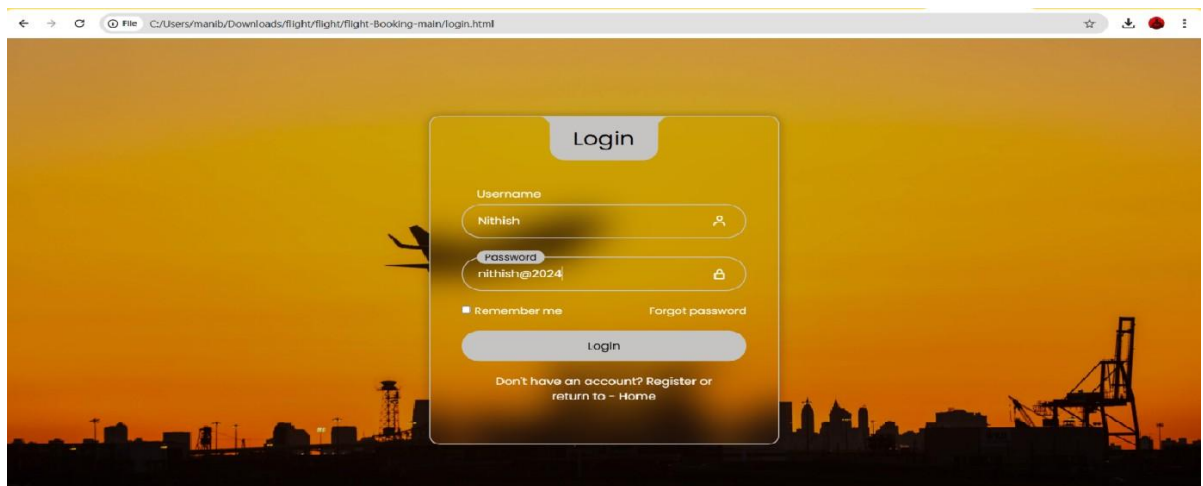 File C:/Users/manib/Downloads/flight/flight/flight-Booking-main/login.html
Login
Username
Nithish
Password
nithish@2024
Remember me Forgot password
Login
Don't have an account? Register or
return to - Home